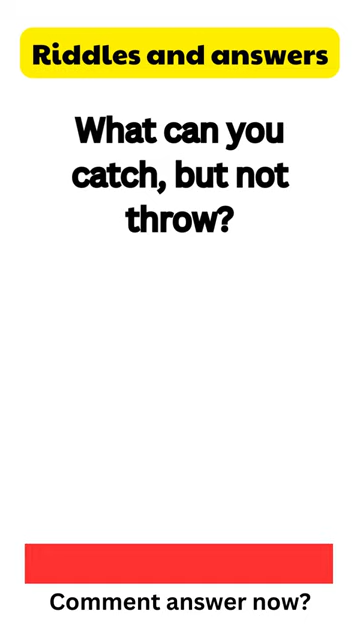 Riddles and answers
What can you
catch, but not
throw?
Comment answer now?